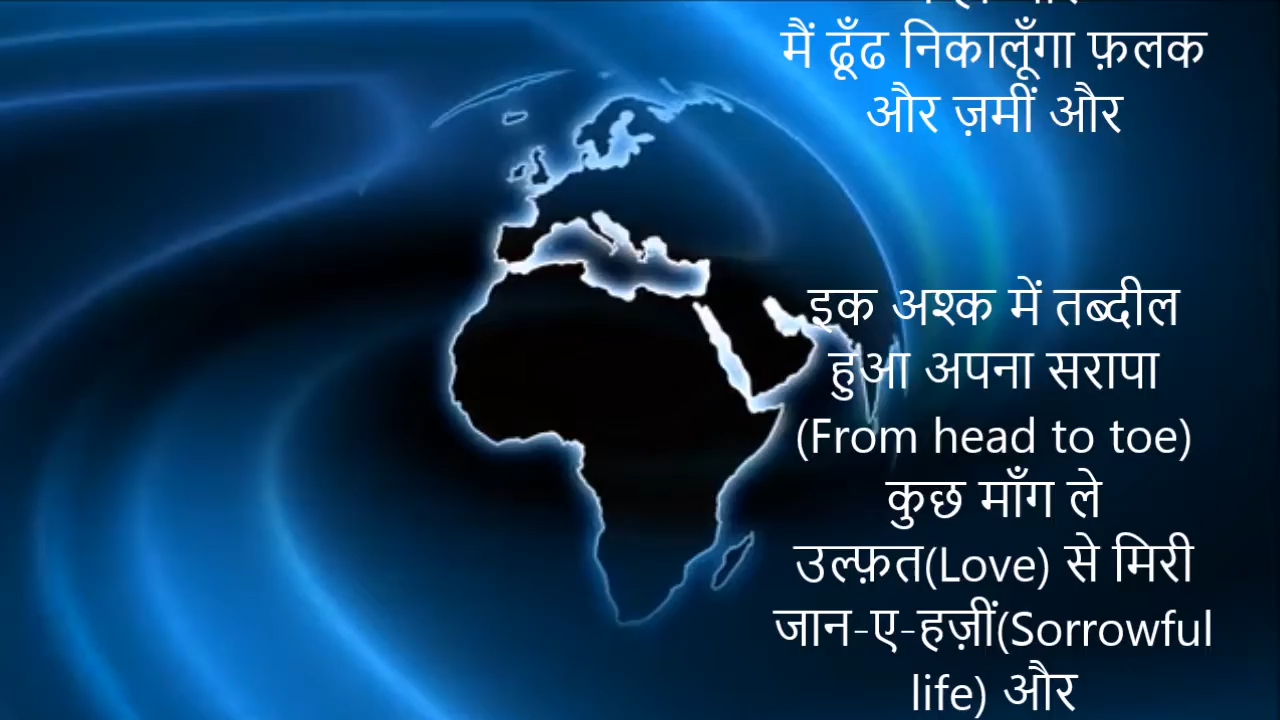 मैं ढूँढ निकालूँगा फ़लक
और ज़मीं और
इक अश्क में तब्दील
हुआ अपना सरापा
(From head to toe)
कुछ माँग ले
उल्फ़त(Love) से मिरी
जान-ए-हज़ीं(Sorrowful
life) और